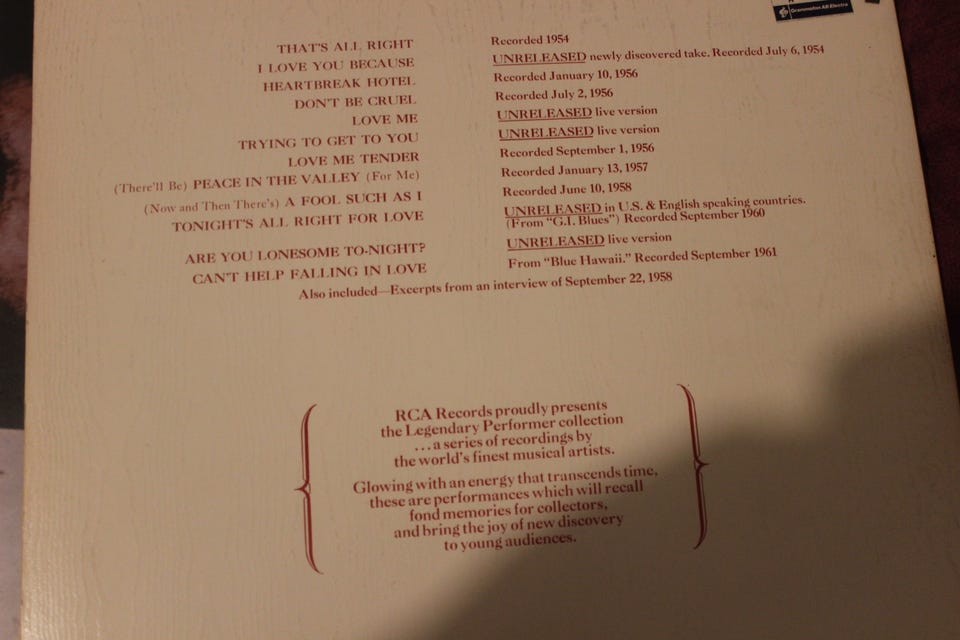 Grammofon AB Electra
THAT'S ALL RIGHT Recorded 1954
I LOVE YOU BECAUSE UNRELEASED newly discovered take. Recorded July 6, 1954
HEARTBREAK HOTEL Recorded January 10, 1956
DON'T BE CRUEL Recorded July 2, 1956
LOVE ME UNRELEASED live version
TRYING TO GET TO YOU UNRELEASED live version
LOVE ME TENDER Recorded September 1, 1956
(There'll Be) PEACE IN THE VALLEY (For Me) Recorded January 13, 1957
(Now and Then There's) A FOOL SUCH AS I Recorded June 10, 1958
TONIGHT'S ALL RIGHT FOR LOVE UNRELEASED in U.S. & English speaking countries.
(From "G.I. Blues") Recorded September 1960
ARE YOU LONESOME TO-NIGHT? UNRELEASED live version
CAN'T HELP FALLING IN LOVE From "Blue Hawaii." Recorded September 1961
Also included—Excerpts from an interview of September 22, 1958
RCA Records proudly presents
the Legendary Performer collection
...a series of recordings by
the world's finest musical artists.
Glowing with an energy that transcends time,
these are performances which will recall
fond memories for collectors,
and bring the joy of new discovery
to young audiences.